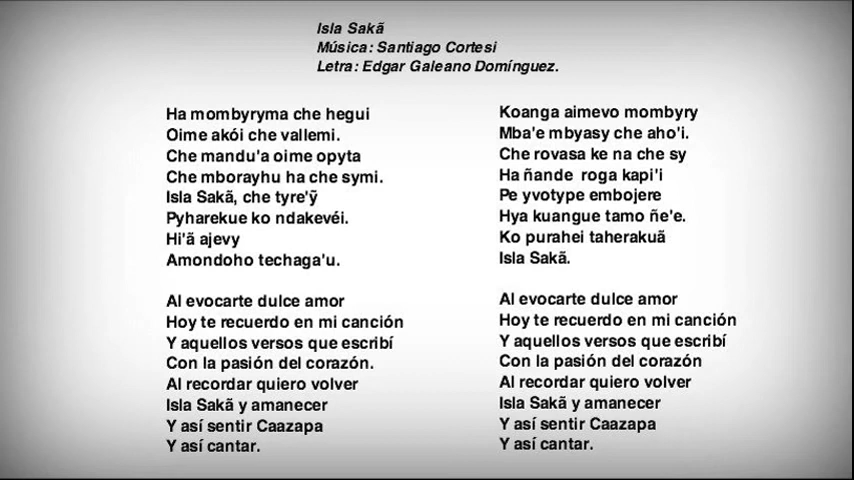 Isla Sakã
Música: Santiago Cortesi
Letra: Edgar Galeano Domínguez.
Ha mombyryma che hegui
Oime akói che vallemi.
Che mandu'a oime opyta
Che mborayhu ha che symi.
Isla Sakã, che tyre'ỹ
Pyharekue ko ndakevéi.
Hi'ã ajevy
Amondoho techaga'u.
Al evocarte dulce amor
Hoy te recuerdo en mi canción
Y aquellos versos que escribí
Con la pasión del corazón.
Al recordar quiero volver
Isla Sakã y amanecer
Y así sentir Caazapa
Y así cantar.
Koanga aimevo mombyry
Mba'e mbyasy che aho'i.
Che rovasa ke na che sy
Ha ñande roga kapi'i
Pe yvotype embojere
Hya kuangue tamo ñe'e.
Ko purahei taherakuã
Isla Sakã.
Al evocarte dulce amor
Hoy te recuerdo en mi canción
Y aquellos versos que escribí
Con la pasión del corazón
Al recordar quiero volver
Isla Sakã y amanecer
Y así sentir Caazapa
Y así cantar.